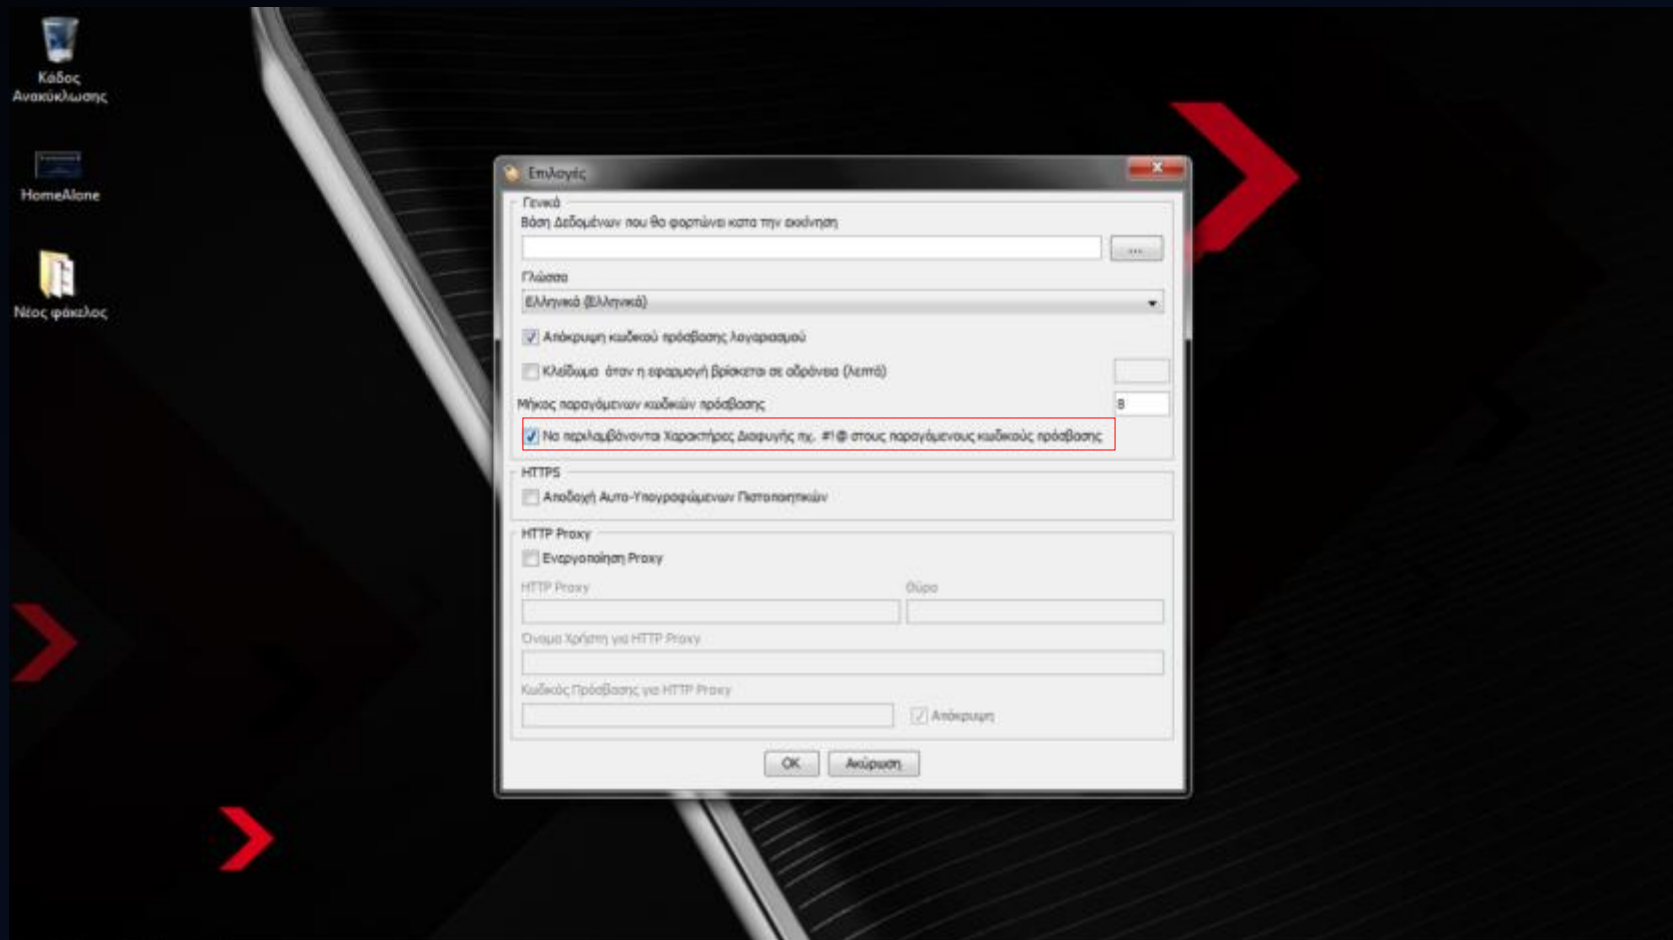 Κάδος
Ανακύκλωσης
HomeAlone
Νέος φάκελος
Επιλογές
Γενικά
Βάση Δεδομένων που θα φορτώνει κατα την εκκίνηση
...
Γλώσσα
Ελληνικά (Ελληνικά)
Απόκρυψη κωδικού πρόσβασης λογαριασμού
Κλείδωμα όταν η εφαρμογή βρίσκεται σε αδράνεια (λεπτά)
Μήκος παραγόμενων κωδικών πρόσβασης 8
Να περιλαμβάνονται Χαρακτήρες Διαφυγής πχ. #!@ στους παραγόμενους κωδικούς πρόσβασης
HTTPS
Αποδοχή Αυτο-Υπογραφώμενων Πιστοποιητικών
HTTP Proxy
Ενεργοποίηση Proxy
HTTP Proxy Θύρα
Όνομα Χρήστη για HTTP Proxy
Κωδικός Πρόσβασης για HTTP Proxy
Απόκρυψη
OK Ακύρωση